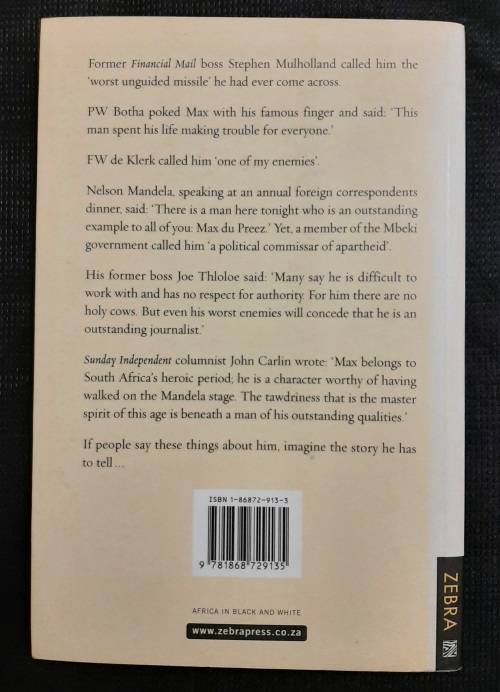 Former Financial Mail boss Stephen Mulholland called him the
‘worst unguided missile’ he had ever come across.
PW Botha poked Max with his famous finger and said: ‘This
man spent his life making trouble for everyone.’
FW de Klerk called him ‘one of my enemies’.
Nelson Mandela, speaking at an annual foreign correspondents
dinner, said: ‘There is a man here tonight who is an outstanding
example to all of you: Max du Preez.’ Yet, a member of the Mbeki
government called him ‘a political commissar of apartheid’.
His former boss Joe Thloloe said: ‘Many say he is difficult to
work with and has no respect for authority. For him there are no
holy cows. But even his worst enemies will concede that he is an
outstanding journalist.’
Sunday Independent columnist John Carlin wrote: ‘Max belongs to
South Africa’s heroic period; he is a character worthy of having
walked on the Mandela stage. The tawdriness that is the master
spirit of this age is beneath a man of his outstanding qualities.’
If people say these things about him, imagine the story he has
to tell ...
ISBN 1-86872-913-3
9 781868 729135
AFRICA IN BLACK AND WHITE
www.zebrapress.co.za
ZEBRA